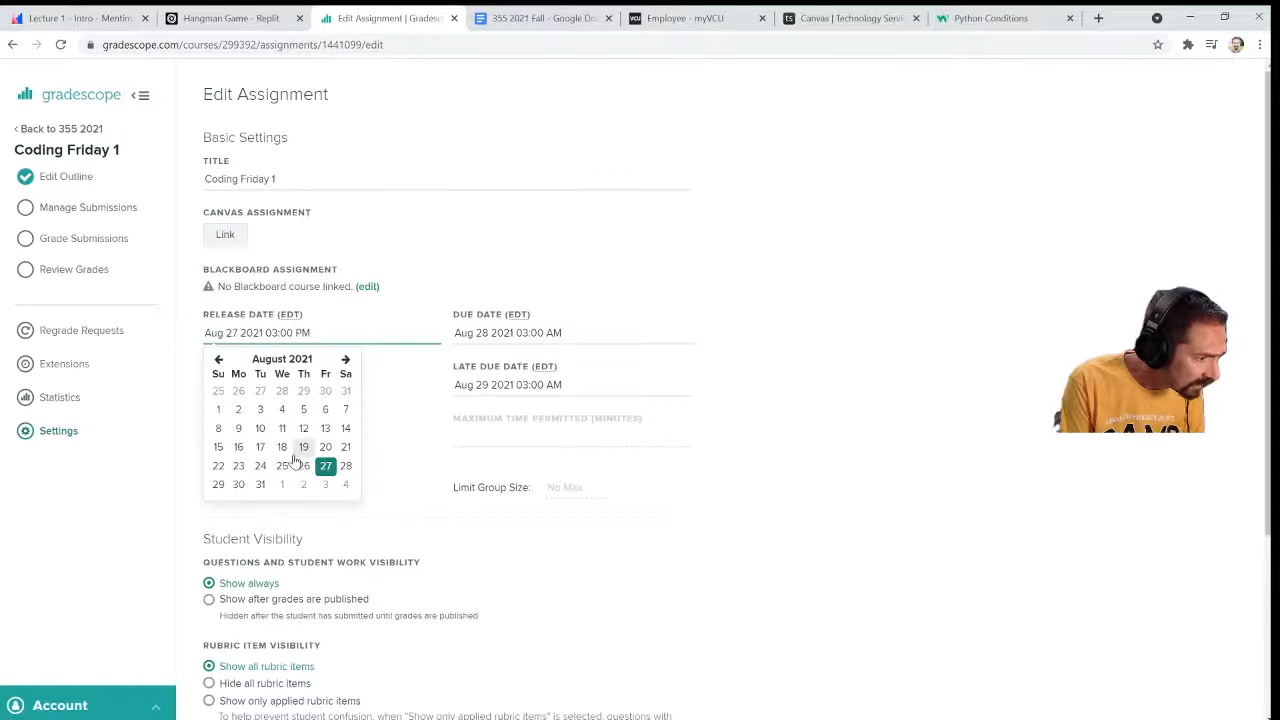 Lecture 1 - Intro - Mentim
Hangman Game - Replit
Edit Assignment | Gradesc
355 2021 Fall - Google Do
Employee - myVCU
Canvas | Technology Servi
Python Conditions
gradescope.com/courses/299392/assignments/1441099/edit
gradescope
Edit Assignment
Back to 355 2021
Coding Friday 1
Edit Outline
Manage Submissions
Grade Submissions
Review Grades
Regrade Requests
Extensions
Statistics
Settings
Account
Basic Settings
TITLE
Coding Friday 1
CANVAS ASSIGNMENT
Link
BLACKBOARD ASSIGNMENT
No Blackboard course linked. (edit)
RELEASE DATE (EDT)
Aug 27 2021 03:00 PM
DUE DATE (EDT)
Aug 28 2021 03:00 AM
August 2021
Su Mo Tu We Th Fr Sa
25 26 27 28 29 30 31
1 2 3 4 5 6 7
8 9 10 11 12 13 14
15 16 17 18 19 20 21
22 23 24 25 26 27 28
29 30 31 1 2 3 4
LATE DUE DATE (EDT)
Aug 29 2021 03:00 AM
MAXIMUM TIME PERMITTED (MINUTES)
Limit Group Size: No Max
Student Visibility
QUESTIONS AND STUDENT WORK VISIBILITY
Show always
Show after grades are published
Hidden after the student has submitted until grades are published
RUBRIC ITEM VISIBILITY
Show all rubric items
Hide all rubric items
Show only applied rubric items
To help prevent student confusion, when "Show only applied rubric items" is selected, questions with